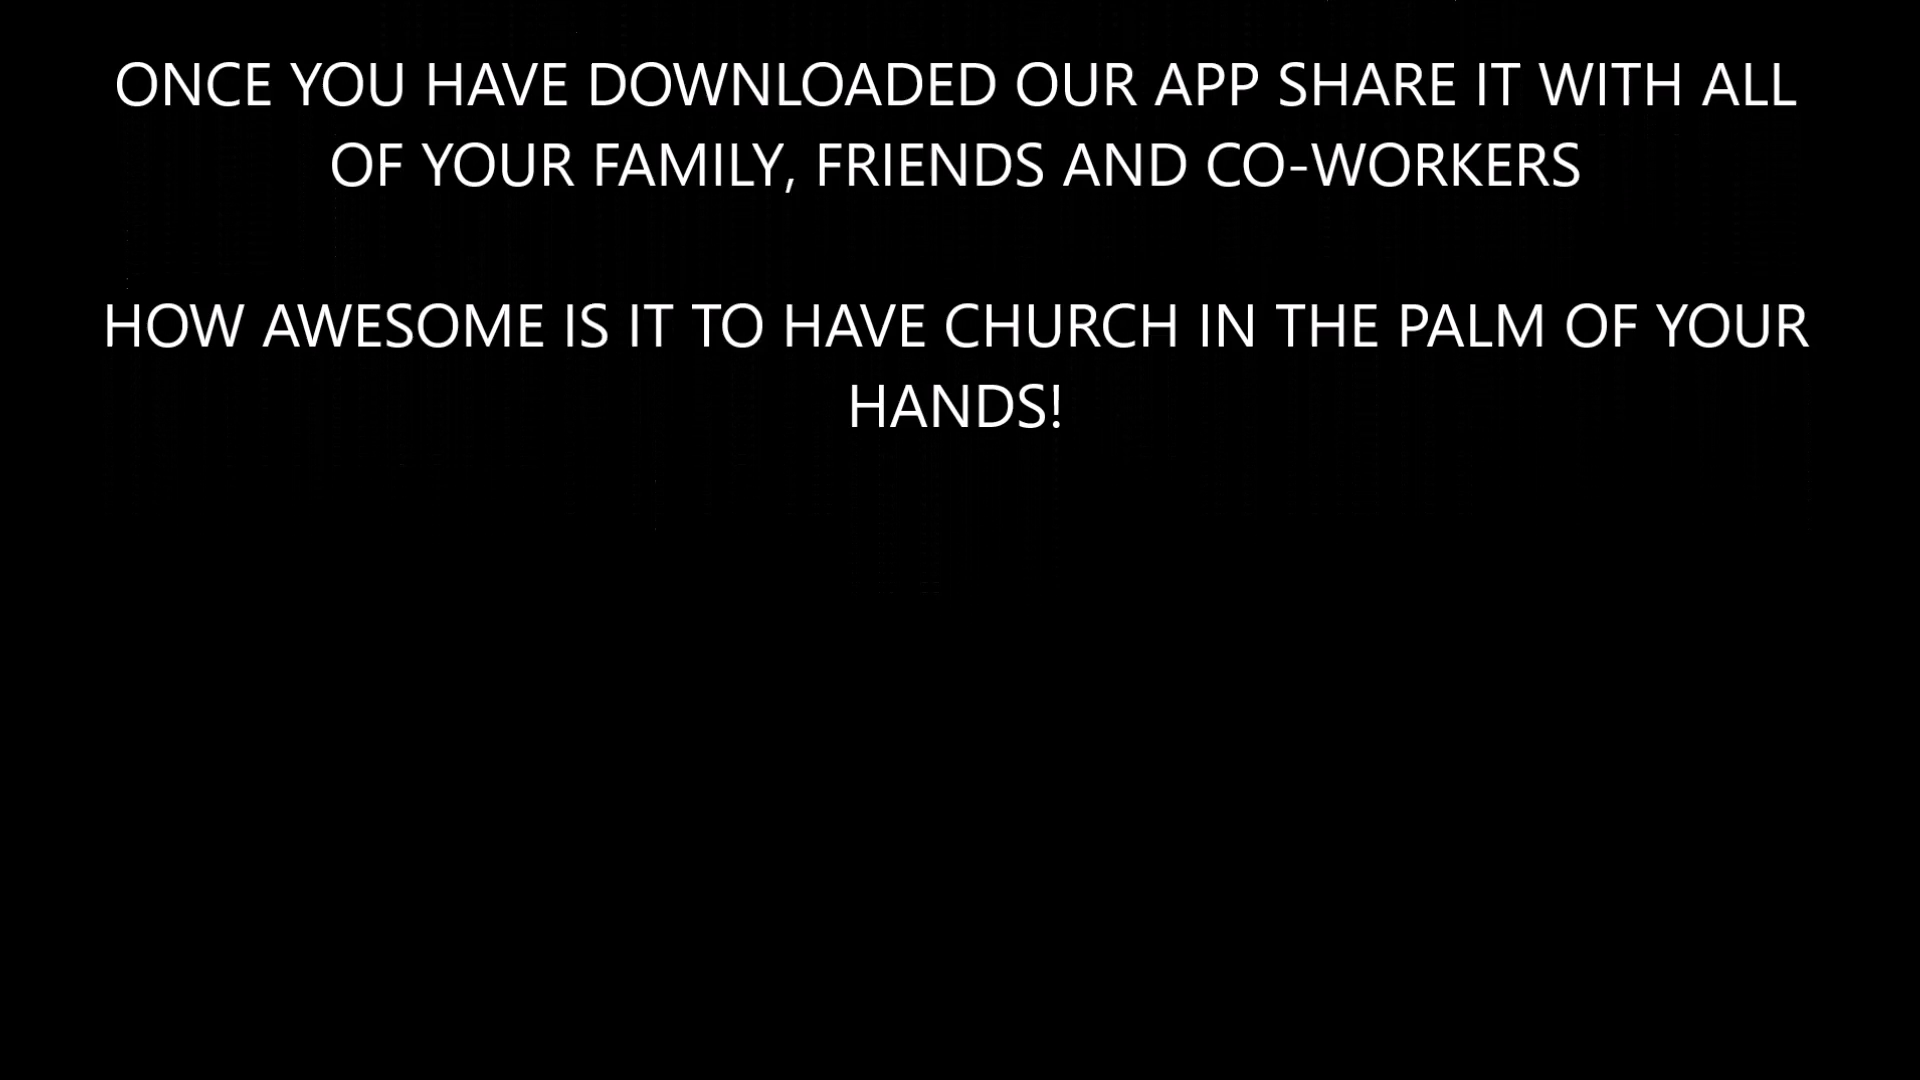 ONCE YOU HAVE DOWNLOADED OUR APP SHARE IT WITH ALL
OF YOUR FAMILY, FRIENDS AND CO-WORKERS
HOW AWESOME IS IT TO HAVE CHURCH IN THE PALM OF YOUR
HANDS!